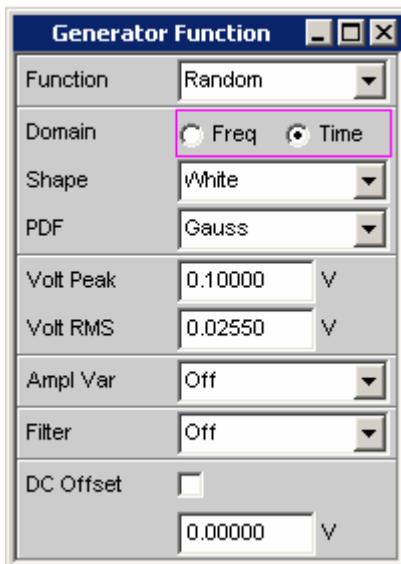 Generator Function
Function Random
Domain Freq Time
Shape White
PDF Gauss
Volt Peak 0.10000 V
Volt RMS 0.02550 V
Ampl Var Off
Filter Off
DC Offset
0.00000 V